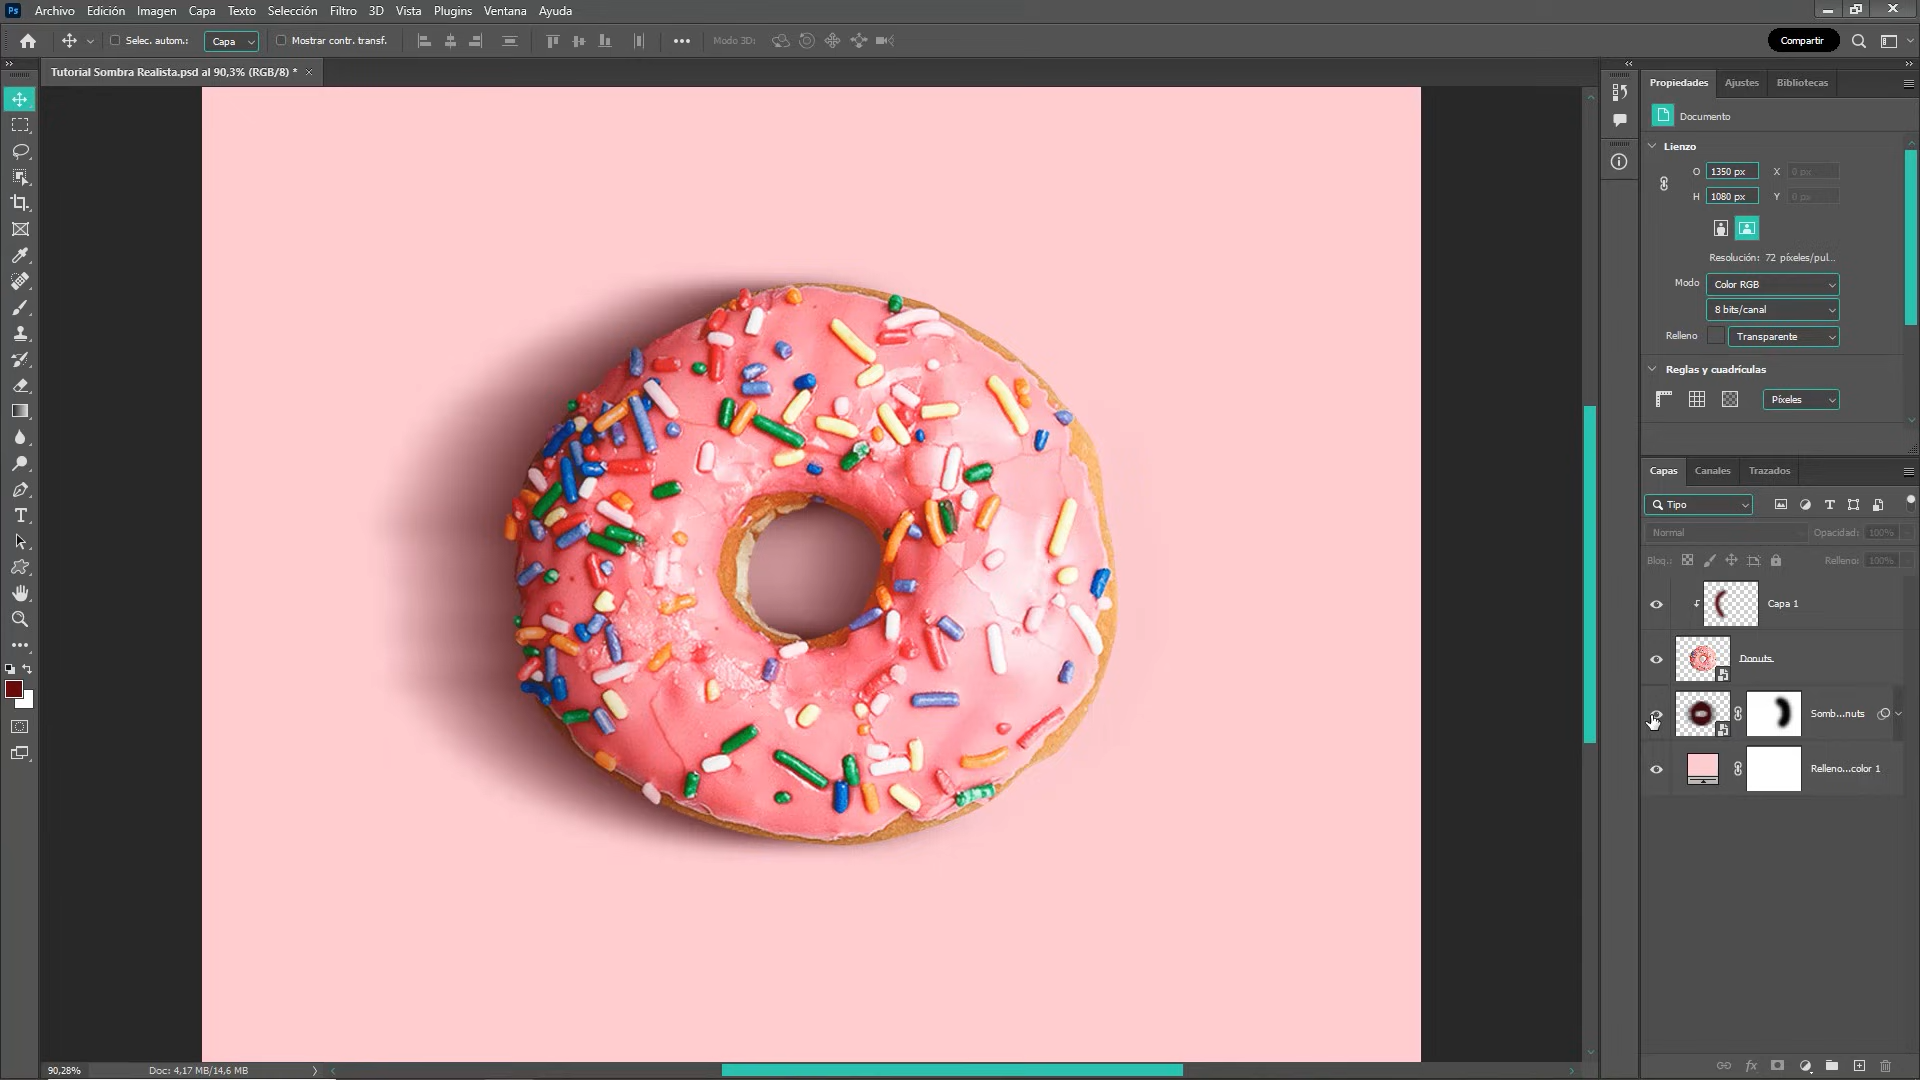 Ps Archivo Edición Imagen Capa Texto Selección Filtro 3D Vista Plugins Ventana Ayuda
Selec. autom.: Capa Mostrar contr. transf. Modo 3D: Compartir
Tutorial Sombra Realista.psd al 90,3% (RGB/8) *
Propiedades Ajustes Bibliotecas
Documento
Lienzo
O 1350 px X 0 px
H 1080 px Y 0 px
Resolución: 72 píxeles/pul...
Modo Color RGB
8 bits/canal
Relleno Transparente
Reglas y cuadrículas
Píxeles
Capas Canales Trazados
Tipo
Normal Opacidad: 100%
Bloq.: Relleno: 100%
Capa 1
Donuts
Somb...nuts
Relleno...color 1
90,28% Doc: 4,17 MB/14,6 MB